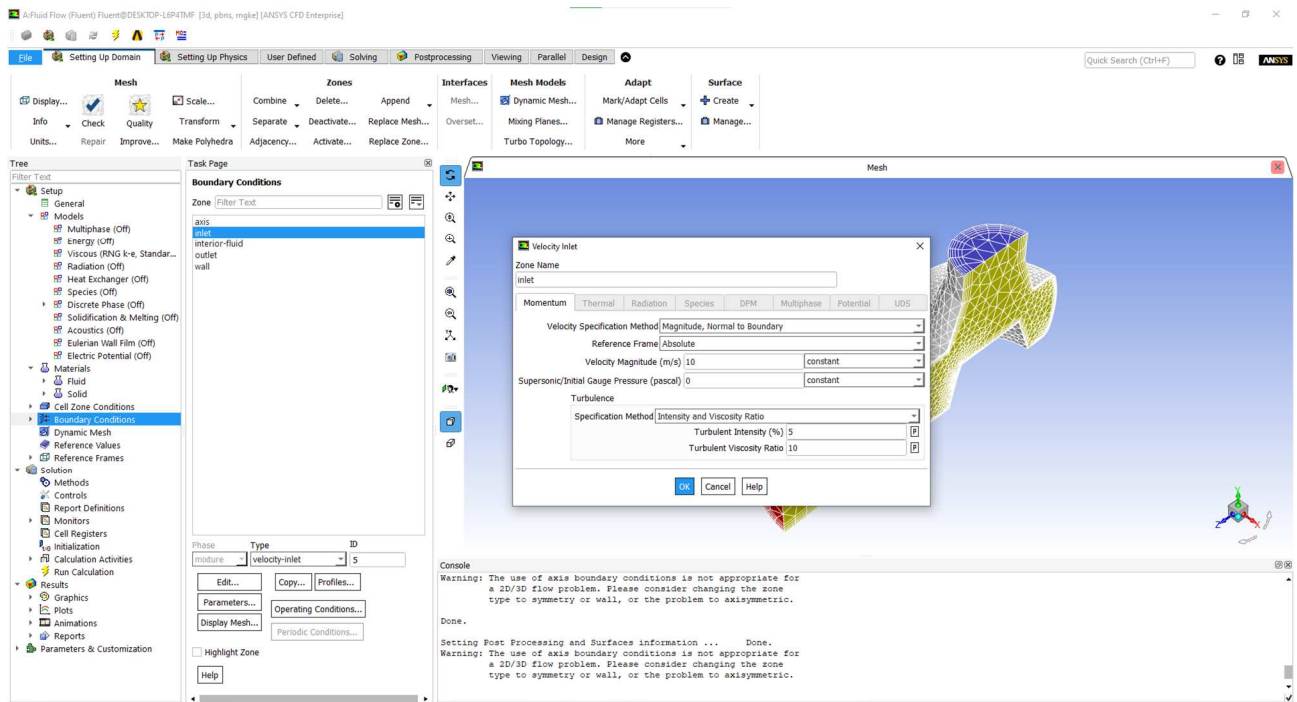 A:Fluid Flow (Fluent) Fluent@DESKTOP-L6P4TMF [3d, pbns, rngke] [ANSYS CFD Enterprise]
File Setting Up Domain Setting Up Physics User Defined Solving Postprocessing Viewing Parallel Design
Quick Search (Ctrl+F) ANSYS
Mesh Zones Interfaces Mesh Models Adapt Surface
Display... Scale... Combine Delete... Append Mesh... Dynamic Mesh... Mark/Adapt Cells Create
Info Check Quality Transform Separate Deactivate... Replace Mesh... Overset... Mixing Planes... Manage Registers... Manage...
Units... Repair Improve... Make Polyhedra Adjacency... Activate... Replace Zone... Turbo Topology... More
Tree
Filter Text
Setup
General
Models
Multiphase (Off)
Energy (Off)
Viscous (RNG k-e, Standar...
Radiation (Off)
Heat Exchanger (Off)
Species (Off)
Discrete Phase (Off)
Solidification & Melting (Off)
Acoustics (Off)
Eulerian Wall Film (Off)
Electric Potential (Off)
Materials
Fluid
Solid
Cell Zone Conditions
Boundary Conditions
Dynamic Mesh
Reference Values
Reference Frames
Solution
Methods
Controls
Report Definitions
Monitors
Cell Registers
Initialization
Calculation Activities
Run Calculation
Results
Graphics
Plots
Animations
Reports
Parameters & Customization
Task Page
Boundary Conditions
Zone Filter Text
axis
inlet
interior-fluid
outlet
wall
Phase Type ID
mixture velocity-inlet 5
Edit... Copy... Profiles...
Parameters... Operating Conditions...
Display Mesh... Periodic Conditions...
Highlight Zone
Help
Mesh
Velocity Inlet
Zone Name
inlet
Momentum Thermal Radiation Species DPM Multiphase Potential UDS
Velocity Specification Method Magnitude, Normal to Boundary
Reference Frame Absolute
Velocity Magnitude (m/s) 10 constant
Supersonic/Initial Gauge Pressure (pascal) 0 constant
Turbulence
Specification Method Intensity and Viscosity Ratio
Turbulent Intensity (%) 5 P
Turbulent Viscosity Ratio 10 P
OK Cancel Help
Y
Z X
Console
Warning: The use of axis boundary conditions is not appropriate for
a 2D/3D flow problem. Please consider changing the zone
type to symmetry or wall, or the problem to axisymmetric.
Done.
Setting Post Processing and Surfaces information ... Done.
Warning: The use of axis boundary conditions is not appropriate for
a 2D/3D flow problem. Please consider changing the zone
type to symmetry or wall, or the problem to axisymmetric.